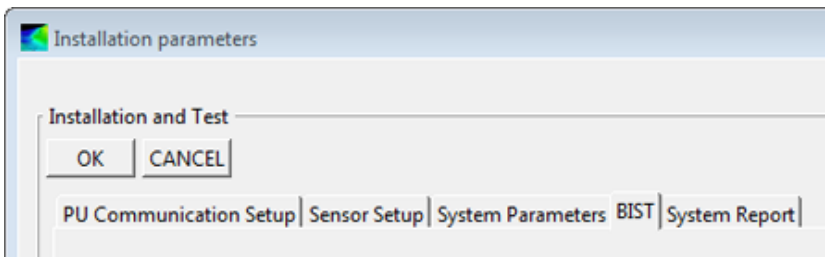 Installation parameters
Installation and Test
OK CANCEL
PU Communication Setup Sensor Setup System Parameters BIST System Report